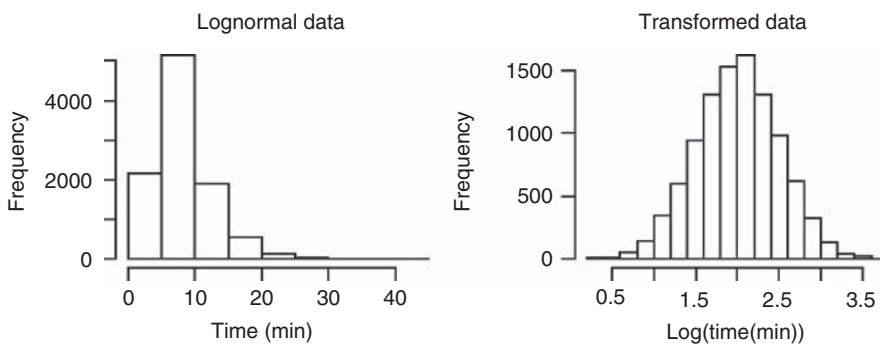 Lognormal data
Frequency
4000
2000
0
0 10 20 30 40
Time (min)
Transformed data
Frequency
1500
1000
500
0
0.5 1.5 2.5 3.5
Log(time(min))